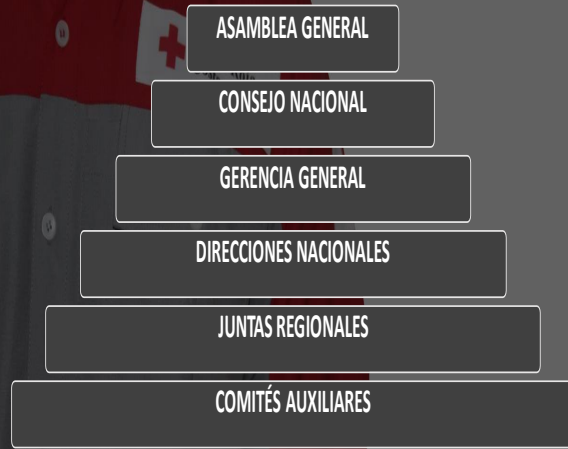 ASAMBLEA GENERAL
CONSEJO NACIONAL
GERENCIA GENERAL
DIRECCIONES NACIONALES
JUNTAS REGIONALES
COMITÉS AUXILIARES